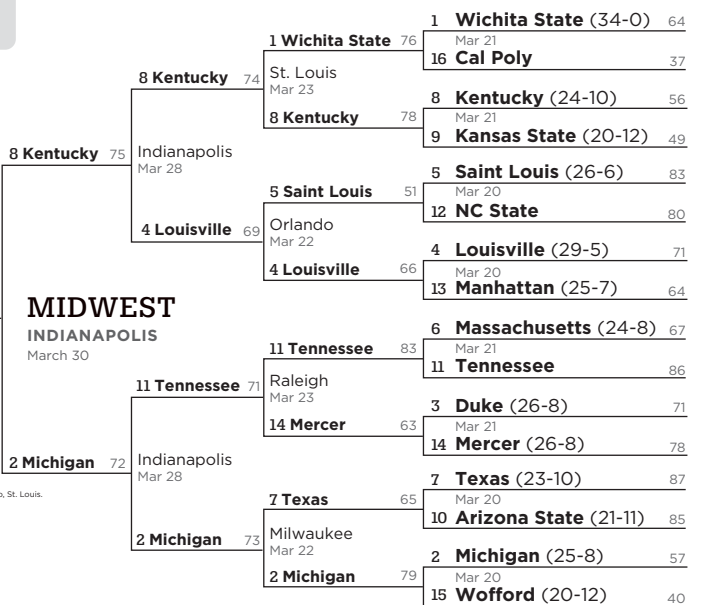 1 Wichita State (34-0) 64
Mar 21
16 Cal Poly 37
8 Kentucky (24-10) 56
Mar 21
9 Kansas State (20-12) 49
5 Saint Louis (26-6) 83
Mar 20
12 NC State 80
4 Louisville (29-5) 71
Mar 20
13 Manhattan (25-7) 64
6 Massachusetts (24-8) 67
Mar 21
11 Tennessee 86
3 Duke (26-8) 71
Mar 21
14 Mercer (26-8) 78
7 Texas (23-10) 87
Mar 20
10 Arizona State (21-11) 85
2 Michigan (25-8) 57
Mar 20
15 Wofford (20-12) 40
1 Wichita State 76
St. Louis
Mar 23
8 Kentucky 78
5 Saint Louis 51
Orlando
Mar 22
4 Louisville 66
11 Tennessee 83
Raleigh
Mar 23
14 Mercer 63
7 Texas 65
Milwaukee
Mar 22
2 Michigan 79
8 Kentucky 74
Indianapolis
Mar 28
4 Louisville 69
11 Tennessee 71
Indianapolis
Mar 28
2 Michigan 73
8 Kentucky 75
MIDWEST
INDIANAPOLIS
March 30
2 Michigan 72
, St. Louis.